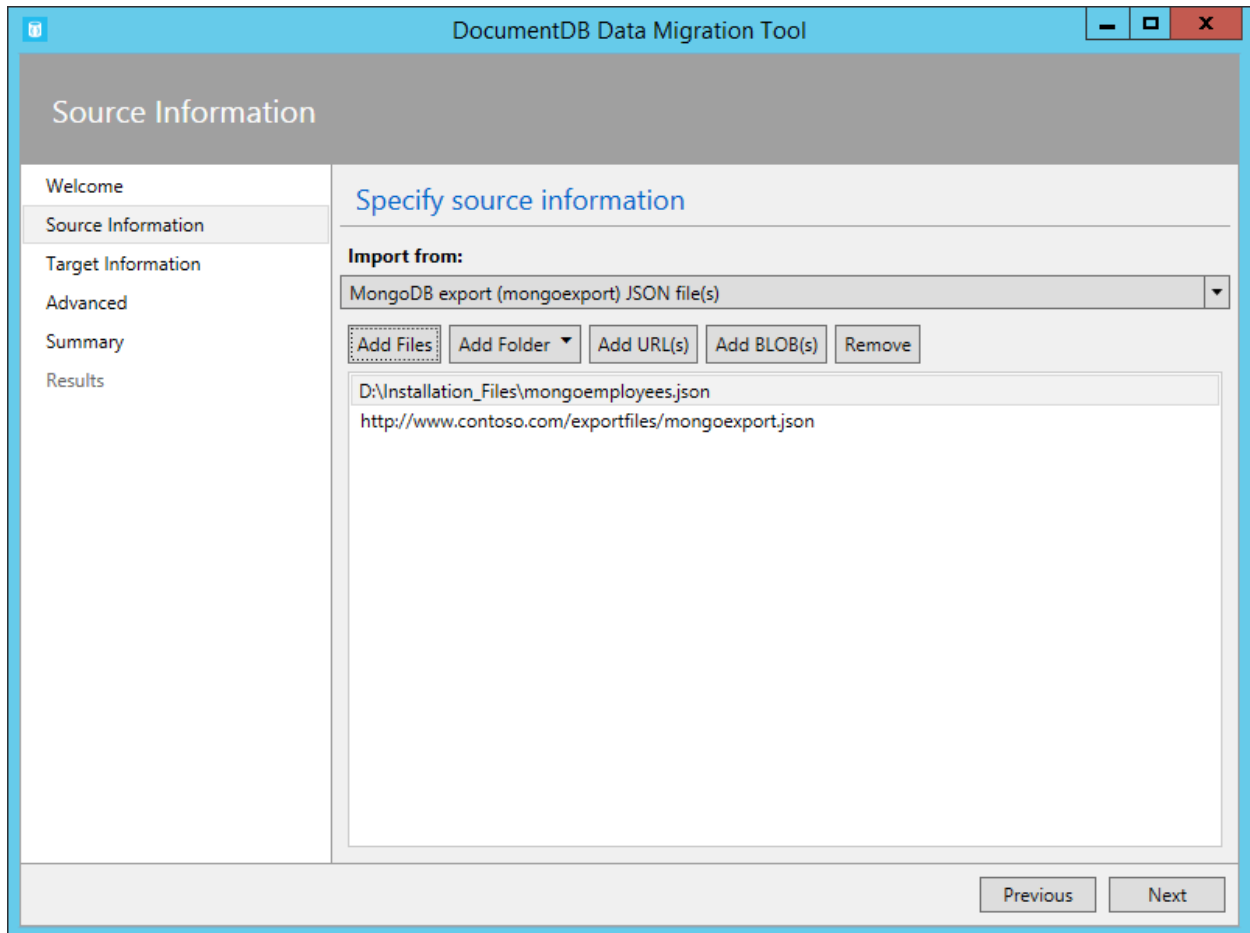 DocumentDB Data Migration Tool
Source Information
Welcome
Source Information
Target Information
Advanced
Summary
Results
Specify source information
Import from:
MongoDB export (mongoexport) JSON file(s)
Add Files Add Folder Add URL(s) Add BLOB(s) Remove
D:\Installation_Files\mongoemployees.json
http://www.contoso.com/exportfiles/mongoexport.json
Previous Next